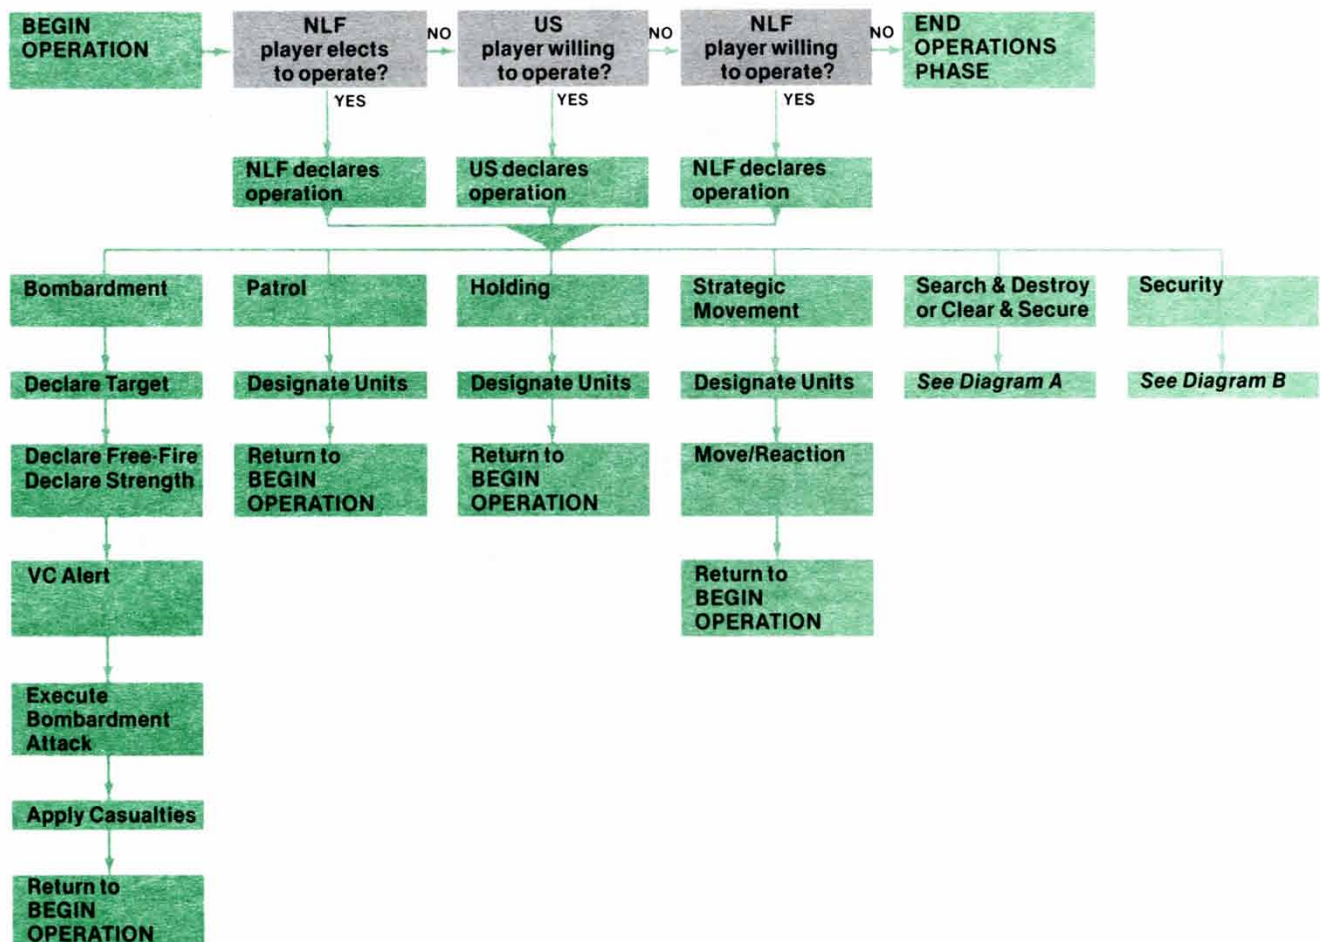 BEGIN
OPERATION
NLF
player elects
to operate?
NO
US
player willing
to operate?
NO
NLF
player willing
to operate?
NO
END
OPERATIONS
PHASE
YES
YES
YES
NLF declares
operation
US declares
operation
NLF declares
operation
Bombardment
Patrol
Holding
Strategic
Movement
Search & Destroy
or Clear & Secure
Security
Declare Target
Designate Units
Designate Units
Designate Units
See Diagram A
See Diagram B
Declare Free-Fire
Declare Strength
Return to
BEGIN
OPERATION
Return to
BEGIN
OPERATION
Move/Reaction
VC Alert
Return to
BEGIN
OPERATION
Execute
Bombardment
Attack
Apply Casualties
Return to
BEGIN
OPERATION